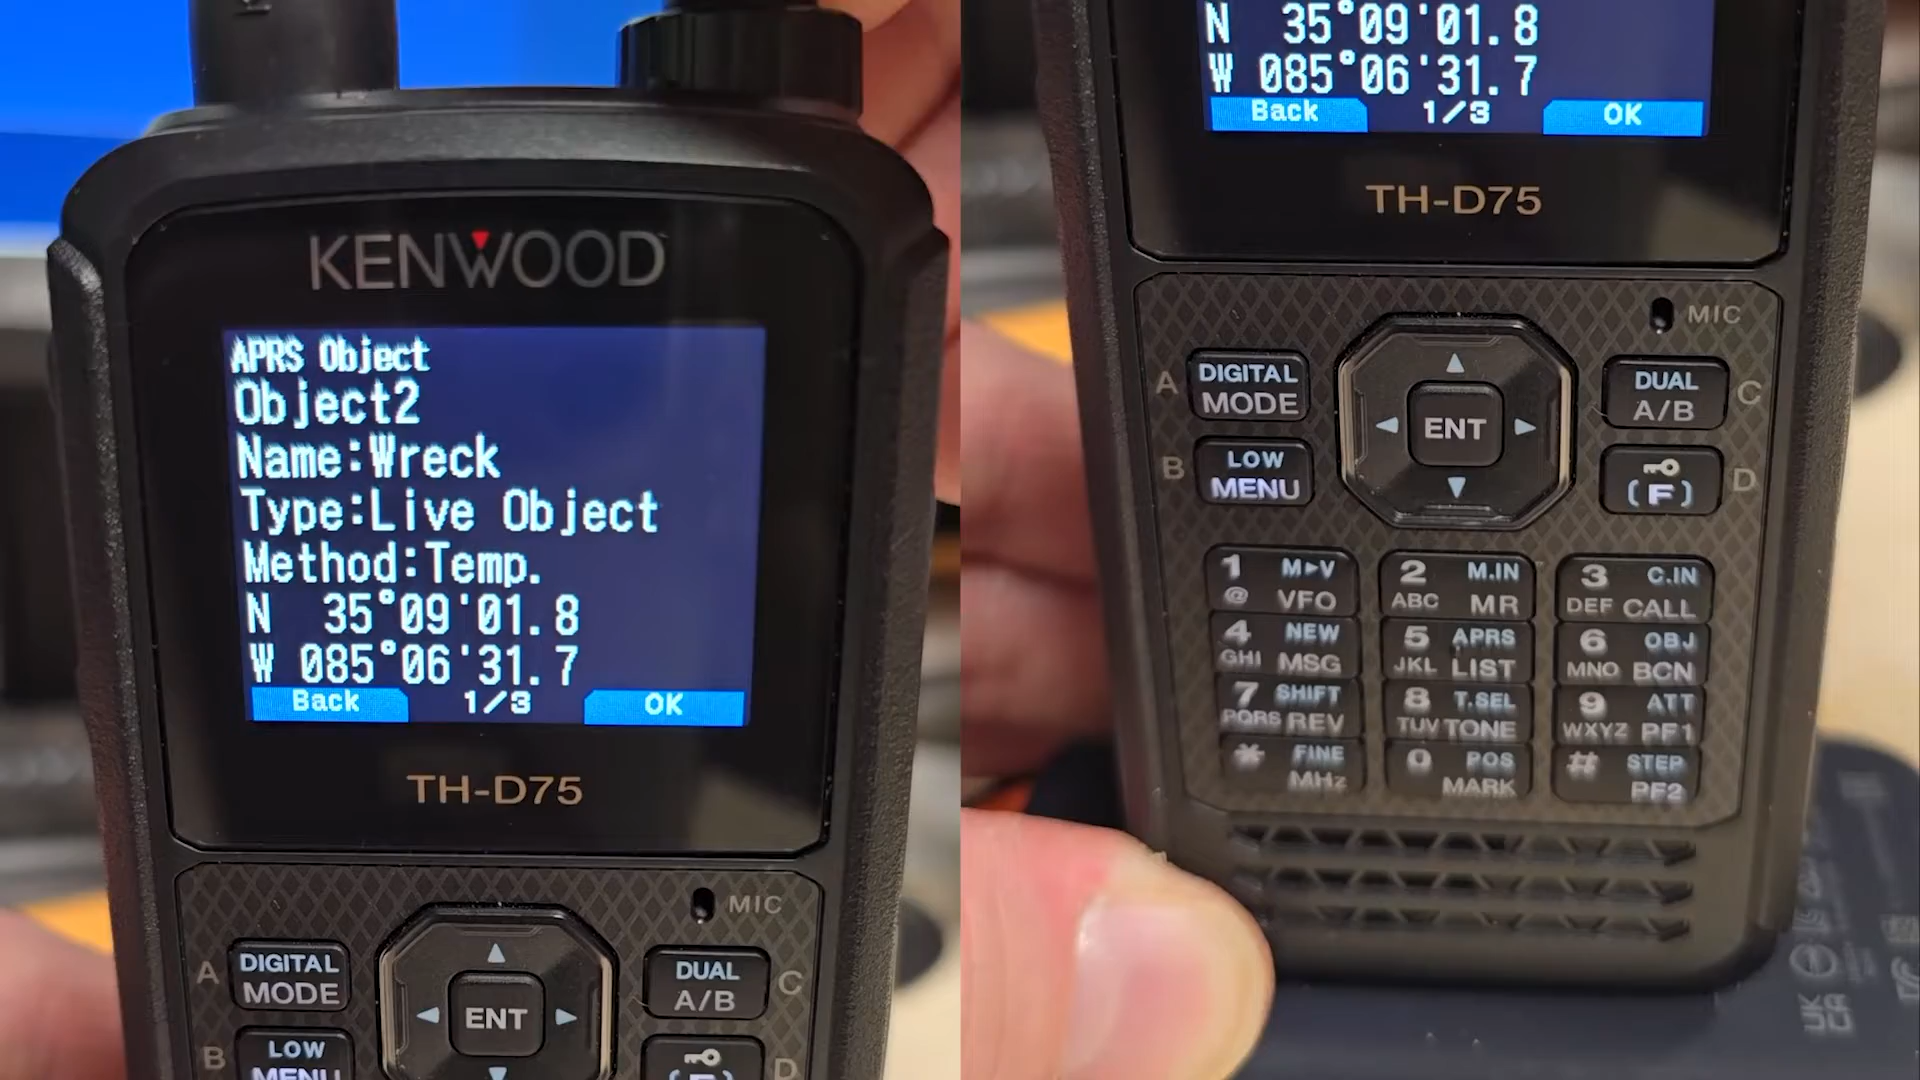 KENWOOD
APRS Object
Object2
Name:Wreck
Type:Live Object
Method:Temp.
N 35°09'01.8
W 085°06'31.7
Back 1/3 OK
TH-D75
MIC
A DIGITAL MODE DUAL A/B C
ENT
B LOW MENU (F) D
N 35°09'01.8
W 085°06'31.7
Back 1/3 OK
TH-D75
MIC
A DIGITAL MODE DUAL A/B C
ENT
B LOW MENU (F) D
1 M▶V 2 M.IN 3 C.IN
@ VFO ABC MR DEF CALL
4 NEW 5 APRS 6 OBJ
GHI MSG JKL LIST MNO BCN
7 SHIFT 8 T.SEL 9 ATT
PQRS REV TUV TONE WXYZ PF1
* FINE 0 POS # STEP
MHz MARK PF2
UK
CA